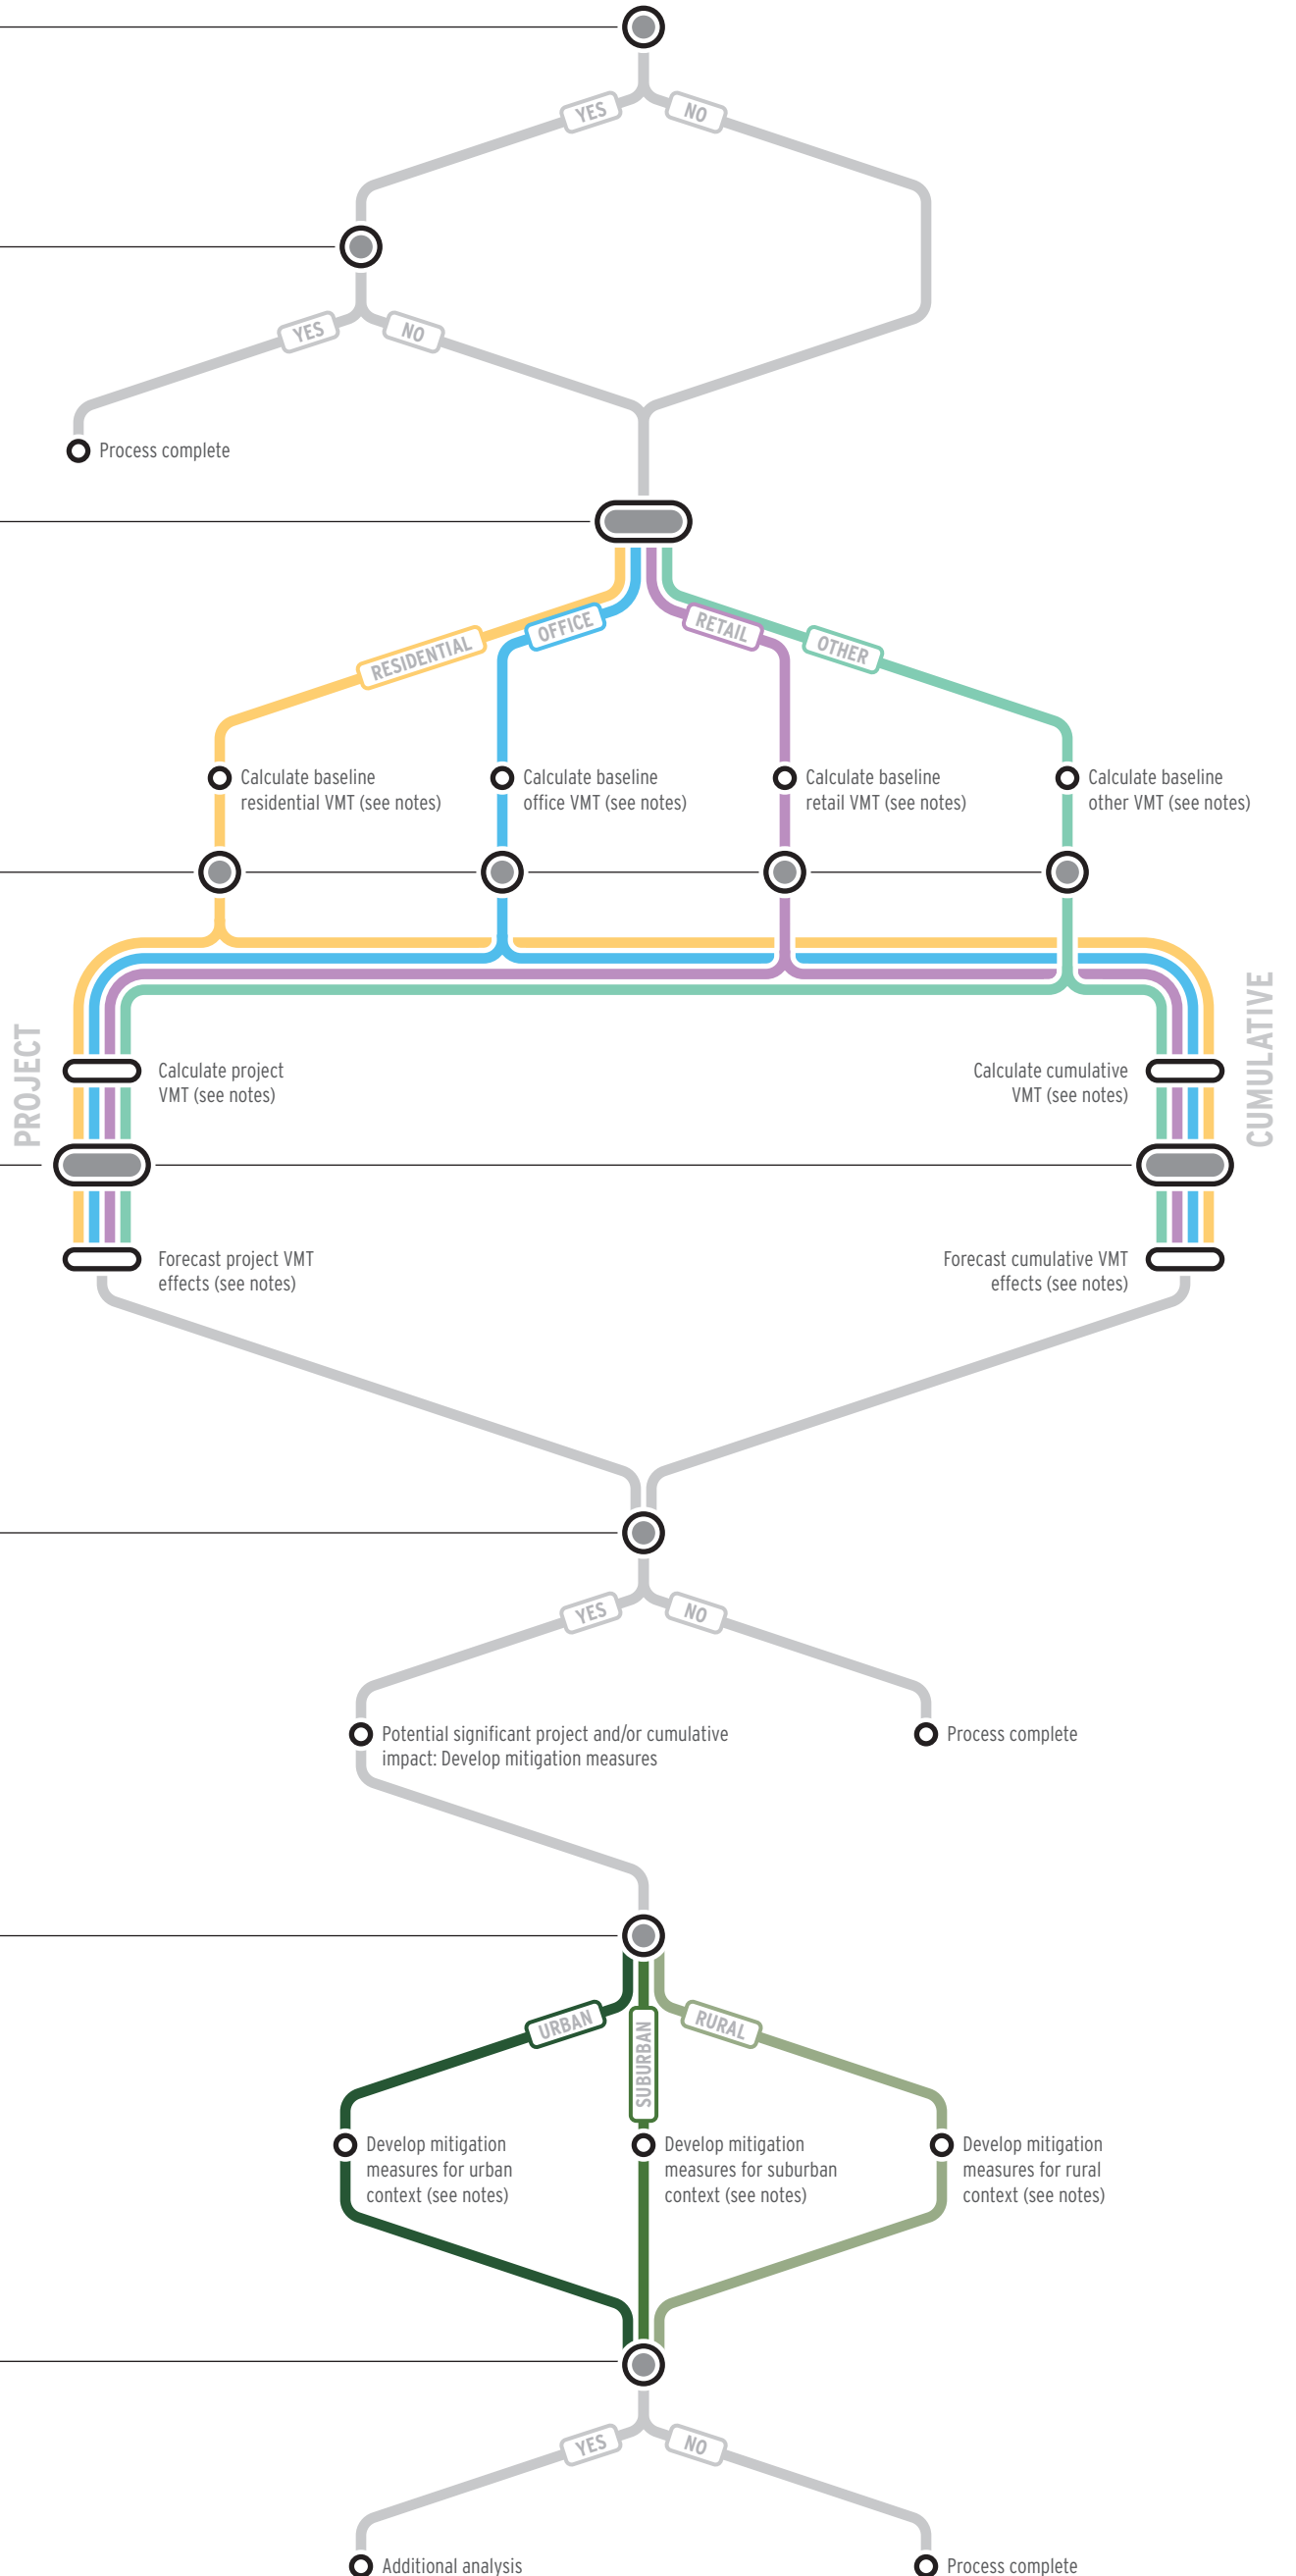 YES
NO
YES
NO
Process complete
RESIDENTIAL
OFFICE
RETAIL
OTHER
Calculate baseline
residential VMT (see notes)
Calculate baseline
office VMT (see notes)
Calculate baseline
retail VMT (see notes)
Calculate baseline
other VMT (see notes)
PROJECT
CUMULATIVE
Calculate project
VMT (see notes)
Calculate cumulative
VMT (see notes)
Forecast project VMT
effects (see notes)
Forecast cumulative VMT
effects (see notes)
YES
NO
Potential significant project and/or cumulative
impact: Develop mitigation measures
Process complete
URBAN
SUBURBAN
RURAL
Develop mitigation
measures for urban
context (see notes)
Develop mitigation
measures for suburban
context (see notes)
Develop mitigation
measures for rural
context (see notes)
YES
NO
Additional analysis
Process complete